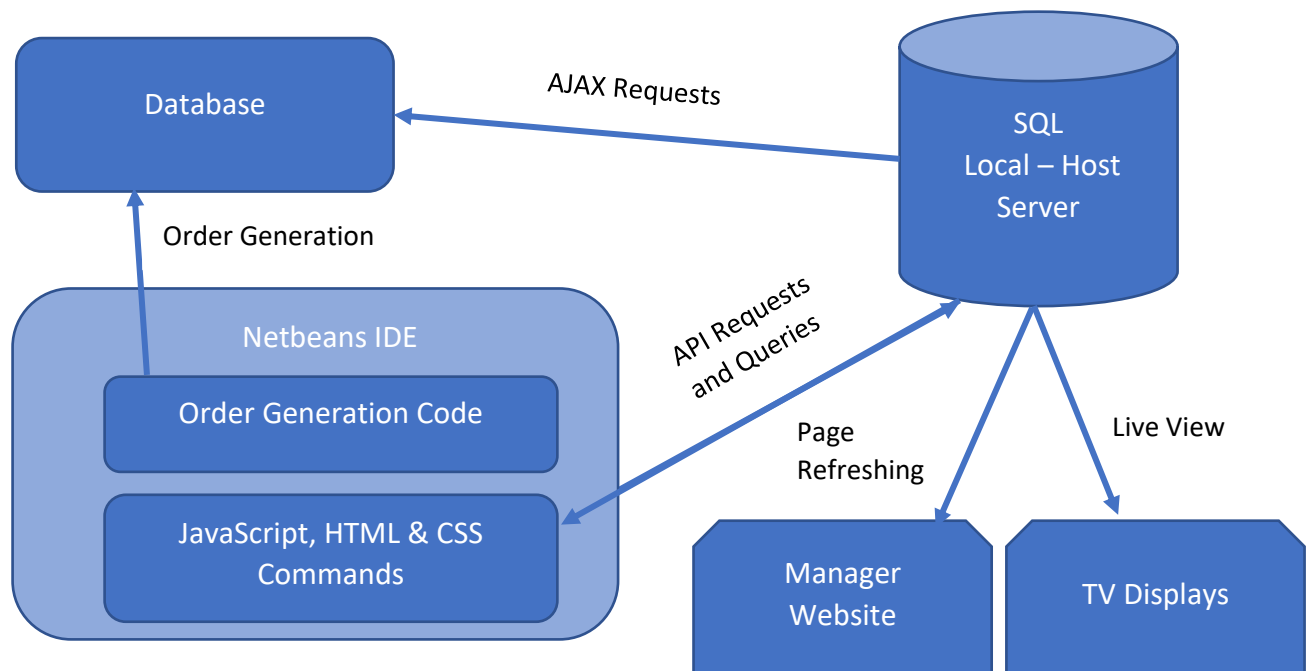 Database
AJAX Requests
SQL
Local – Host
Server
Order Generation
Netbeans IDE
Order Generation Code
JavaScript, HTML & CSS
Commands
API Requests
and Queries
Page
Refreshing
Live View
Manager
Website
TV Displays